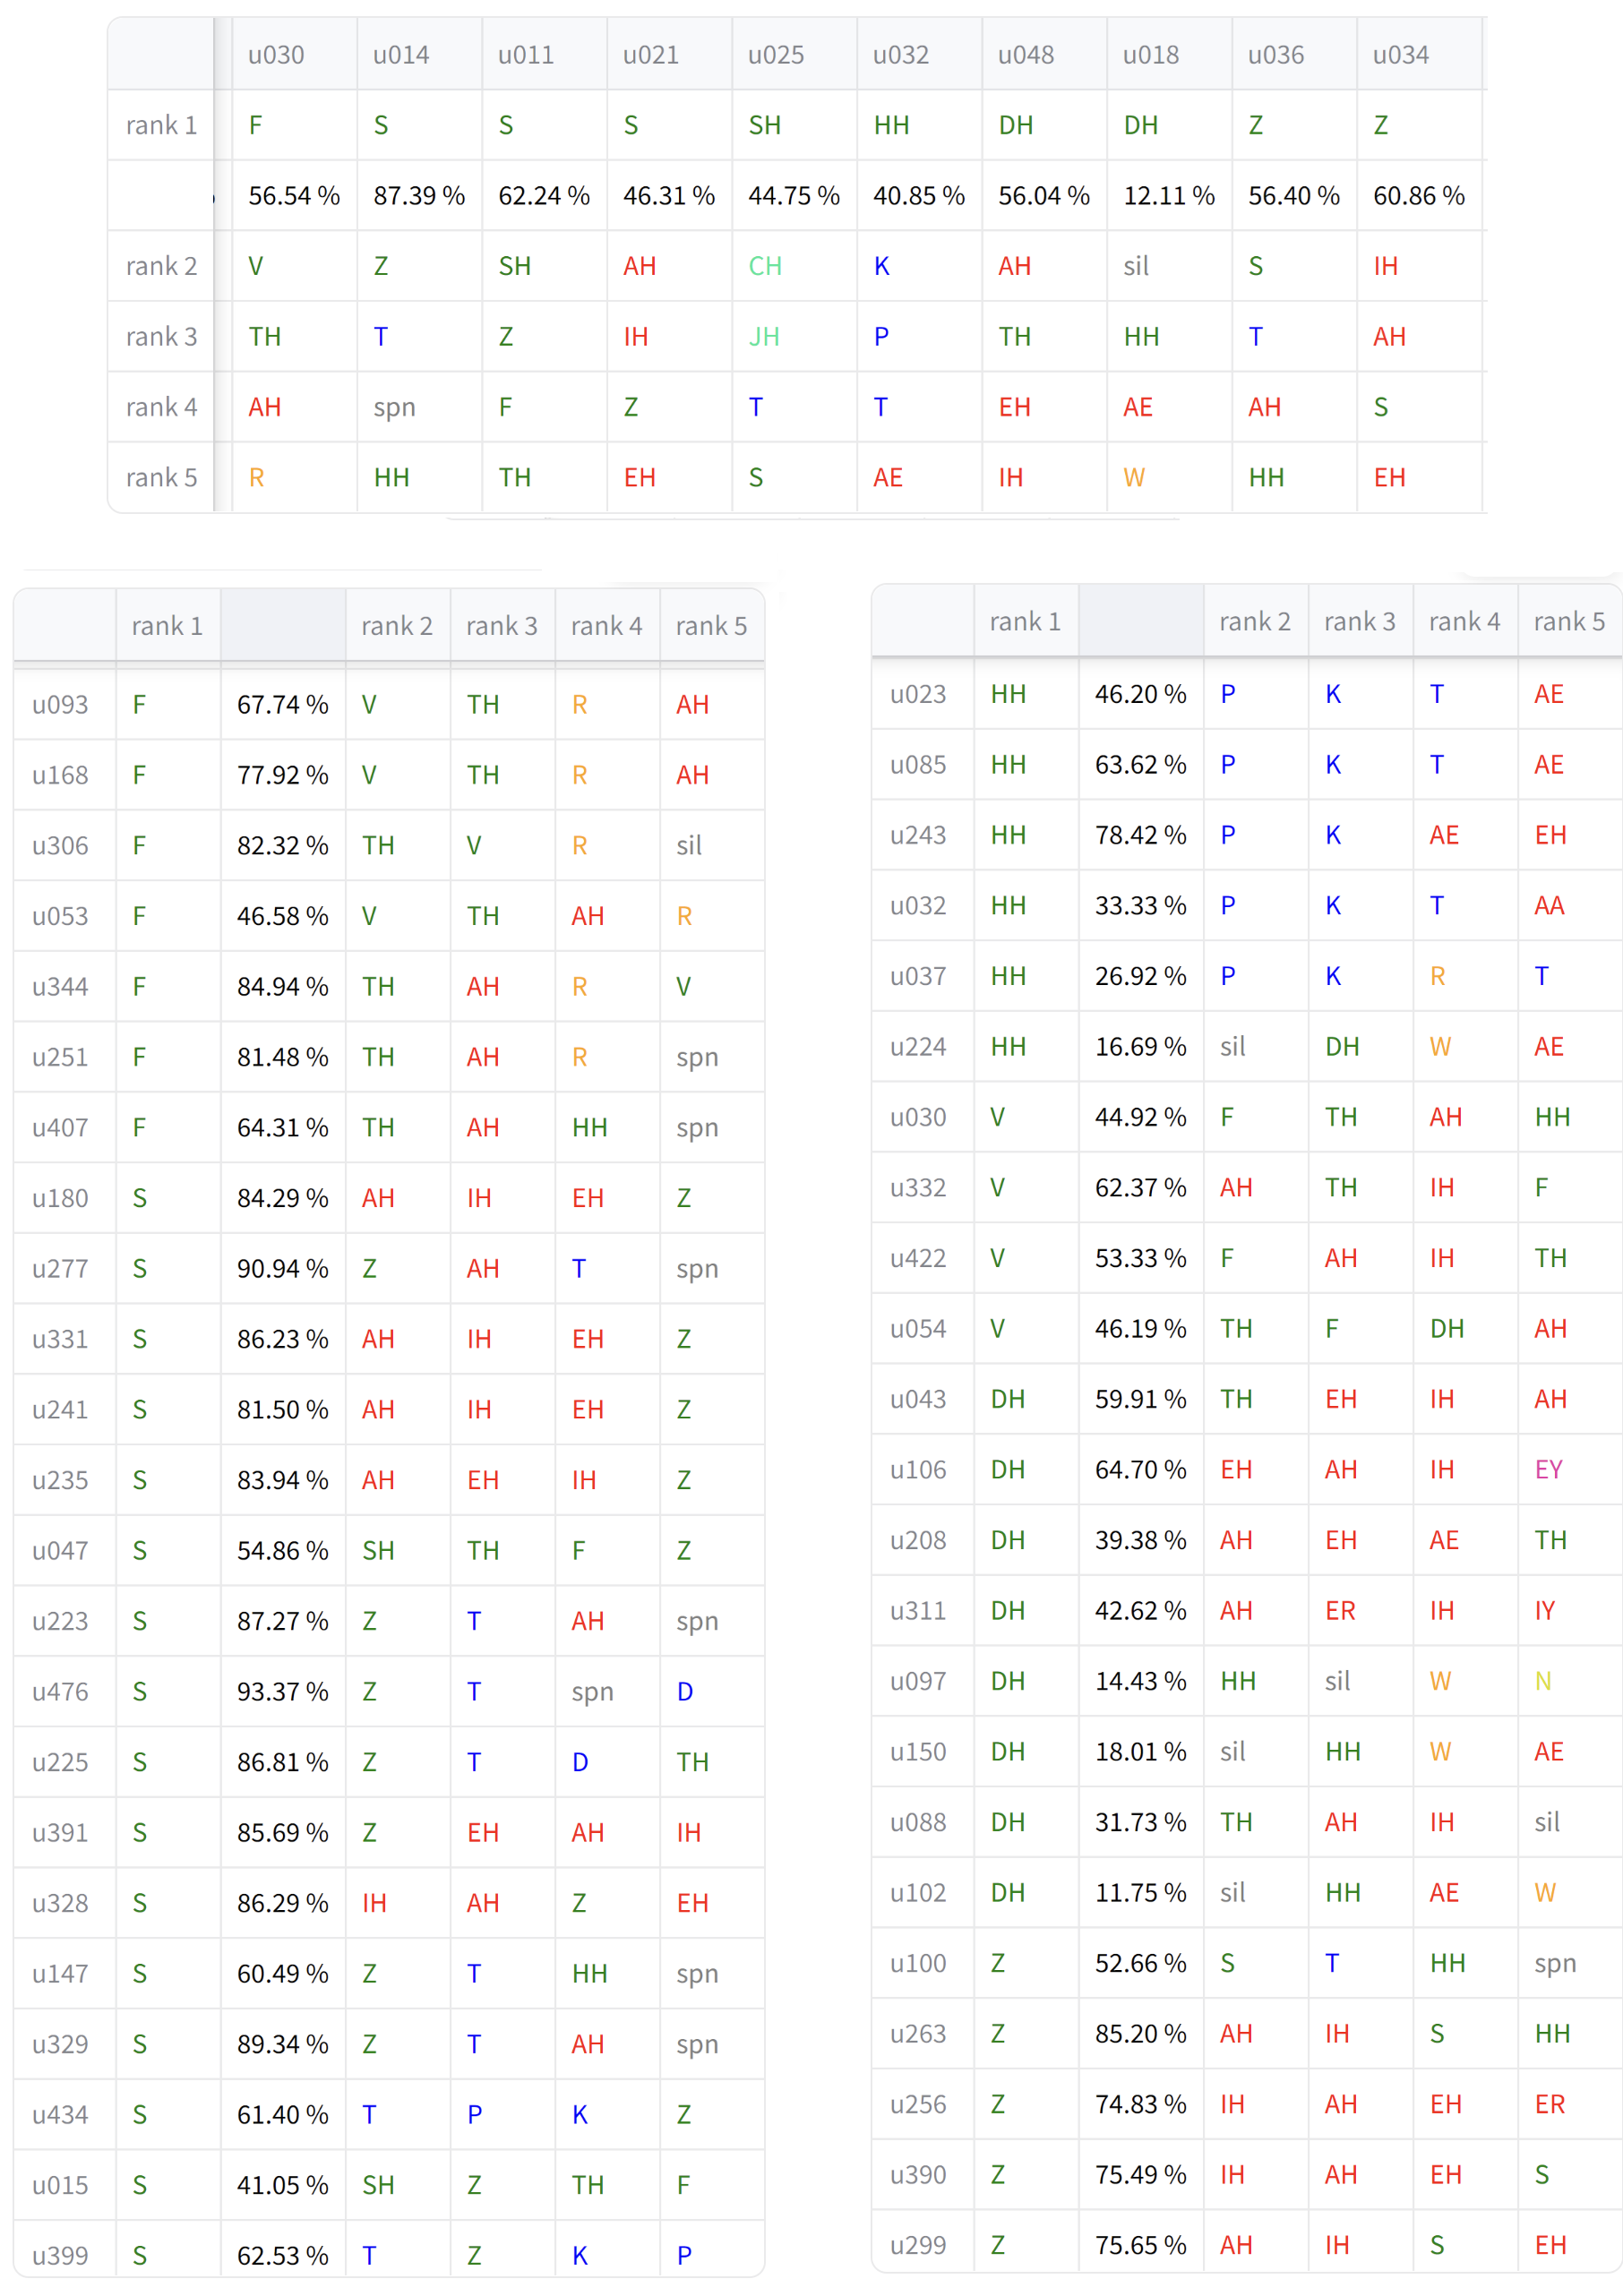 u030 u014 u011 u021 u025 u032 u048 u018 u036 u034
rank 1 F S S S SH HH DH DH Z Z
56.54 % 87.39 % 62.24 % 46.31 % 44.75 % 40.85 % 56.04 % 12.11 % 56.40 % 60.86 %
rank 2 V Z SH AH CH K AH sil S IH
rank 3 TH T Z IH JH P TH HH T AH
rank 4 AH spn F Z T T EH AE AH S
rank 5 R HH TH EH S AE IH W HH EH
rank 1 rank 2 rank 3 rank 4 rank 5
u093 F 67.74 % V TH R AH
u168 F 77.92 % V TH R AH
u306 F 82.32 % TH V R sil
u053 F 46.58 % V TH AH R
u344 F 84.94 % TH AH R V
u251 F 81.48 % TH AH R spn
u407 F 64.31 % TH AH HH spn
u180 S 84.29 % AH IH EH Z
u277 S 90.94 % Z AH T spn
u331 S 86.23 % AH IH EH Z
u241 S 81.50 % AH IH EH Z
u235 S 83.94 % AH EH IH Z
u047 S 54.86 % SH TH F Z
u223 S 87.27 % Z T AH spn
u476 S 93.37 % Z T spn D
u225 S 86.81 % Z T D TH
u391 S 85.69 % Z EH AH IH
u328 S 86.29 % IH AH Z EH
u147 S 60.49 % Z T HH spn
u329 S 89.34 % Z T AH spn
u434 S 61.40 % T P K Z
u015 S 41.05 % SH Z TH F
u399 S 62.53 % T Z K P
rank 1 rank 2 rank 3 rank 4 rank 5
u023 HH 46.20 % P K T AE
u085 HH 63.62 % P K T AE
u243 HH 78.42 % P K AE EH
u032 HH 33.33 % P K T AA
u037 HH 26.92 % P K R T
u224 HH 16.69 % sil DH W AE
u030 V 44.92 % F TH AH HH
u332 V 62.37 % AH TH IH F
u422 V 53.33 % F AH IH TH
u054 V 46.19 % TH F DH AH
u043 DH 59.91 % TH EH IH AH
u106 DH 64.70 % EH AH IH EY
u208 DH 39.38 % AH EH AE TH
u311 DH 42.62 % AH ER IH IY
u097 DH 14.43 % HH sil W N
u150 DH 18.01 % sil HH W AE
u088 DH 31.73 % TH AH IH sil
u102 DH 11.75 % sil HH AE W
u100 Z 52.66 % S T HH spn
u263 Z 85.20 % AH IH S HH
u256 Z 74.83 % IH AH EH ER
u390 Z 75.49 % IH AH EH S
u299 Z 75.65 % AH IH S EH